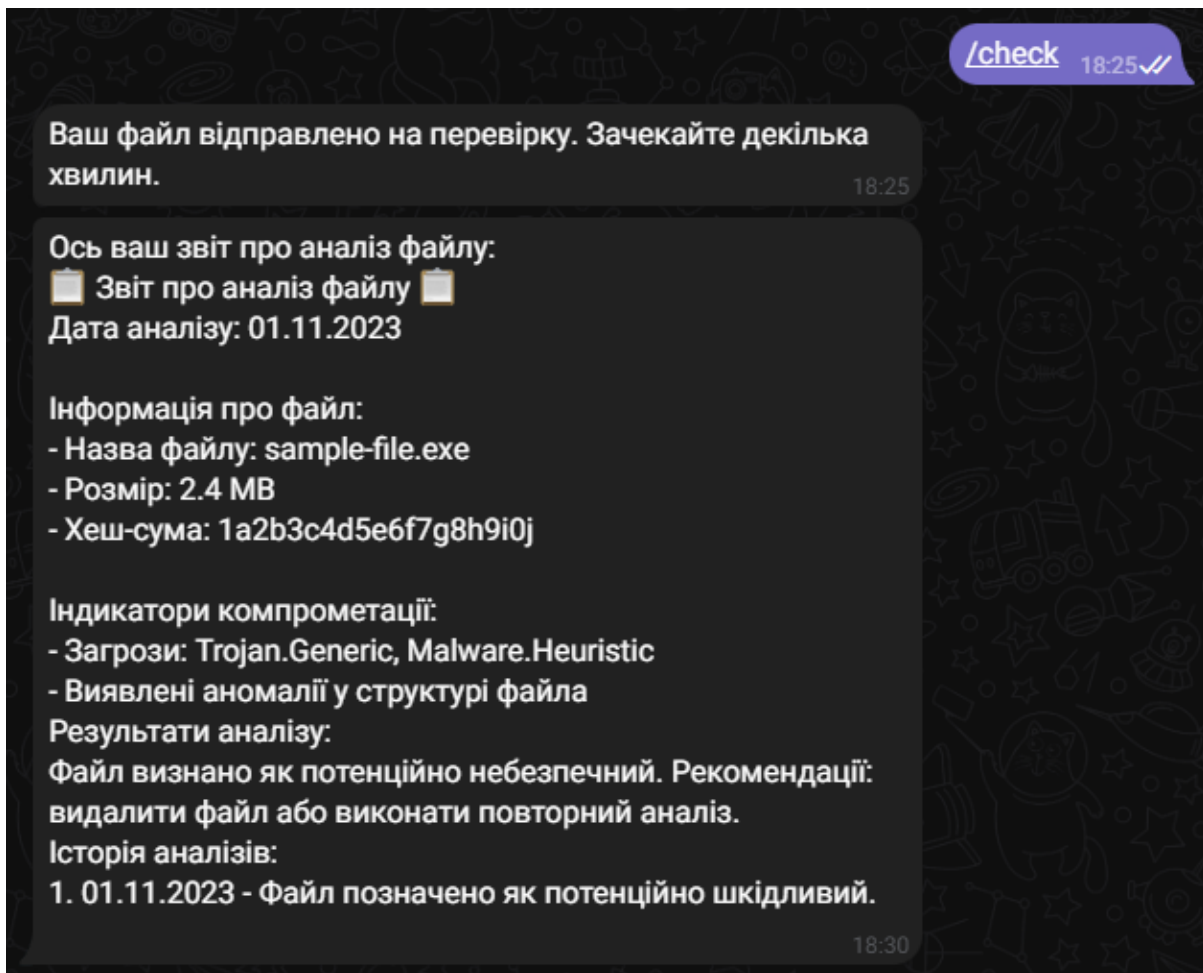 /check 18:25
Ваш файл відправлено на перевірку. Зачекайте декілька
хвилин.
18:25
Ось ваш звіт про аналіз файлу:
📋 Звіт про аналіз файлу 📋
Дата аналізу: 01.11.2023
Інформація про файл:
- Назва файлу: sample-file.exe
- Розмір: 2.4 MB
- Хеш-сума: 1a2b3c4d5e6f7g8h9i0j
Індикатори компрометації:
- Загрози: Trojan.Generic, Malware.Heuristic
- Виявлені аномалії у структурі файла
Результати аналізу:
Файл визнано як потенційно небезпечний. Рекомендації:
видалити файл або виконати повторний аналіз.
Історія аналізів:
1. 01.11.2023 - Файл позначено як потенційно шкідливий.
18:30